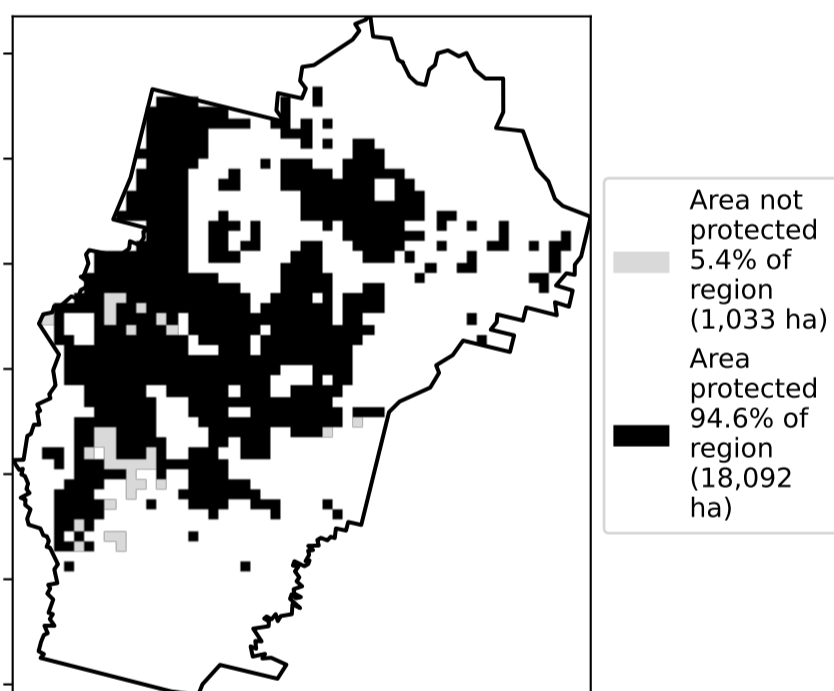 Area not
protected
5.4% of
region
(1,033 ha)
Area
protected
94.6% of
region
(18,092
ha)